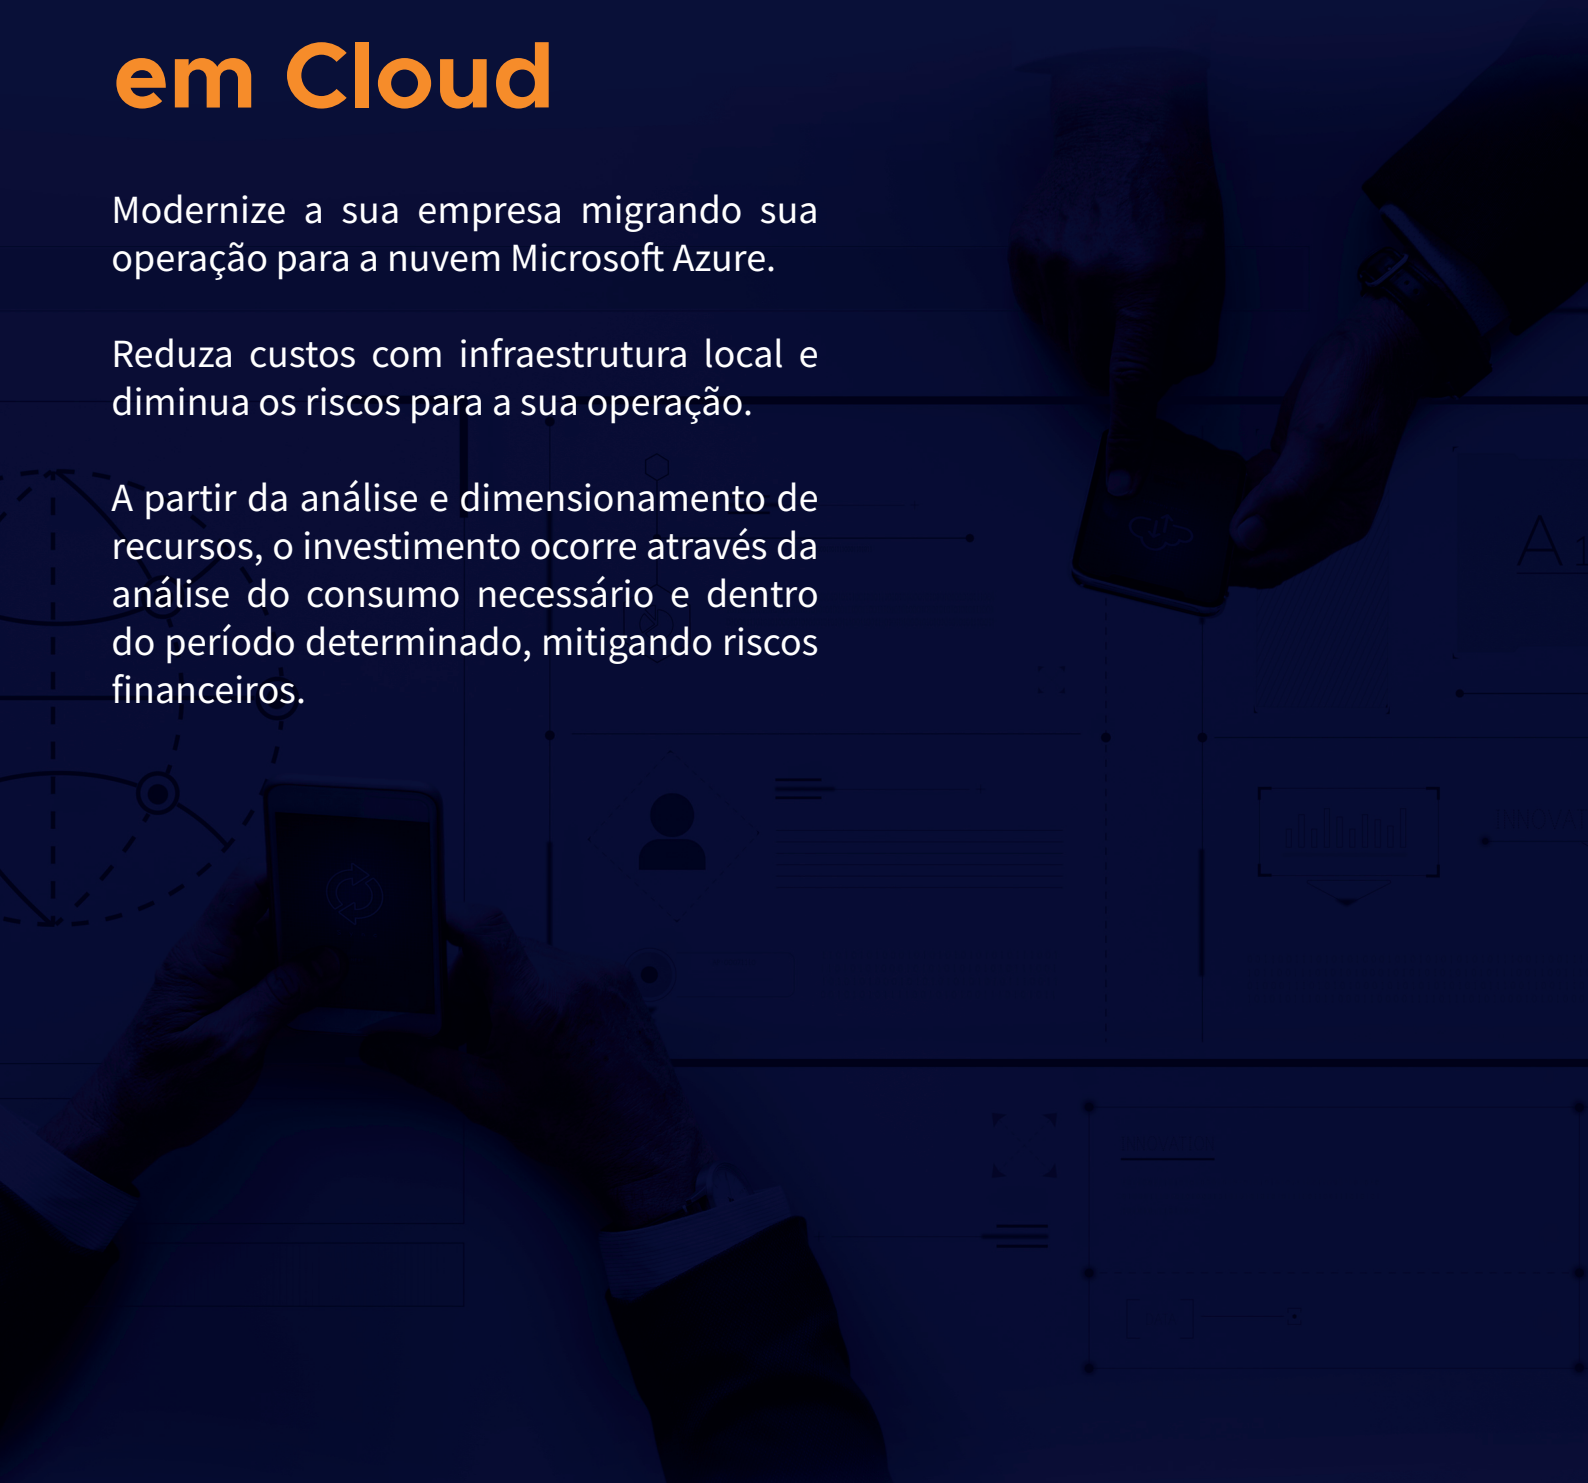 em Cloud
Modernize a sua empresa migrando sua
operação para a nuvem Microsoft Azure.
Reduza custos com infraestrutura local e
diminua os riscos para a sua operação.
A partir da análise e dimensionamento de
recursos, o investimento ocorre através da
análise do consumo necessário e dentro
do período determinado, mitigando riscos
financeiros.